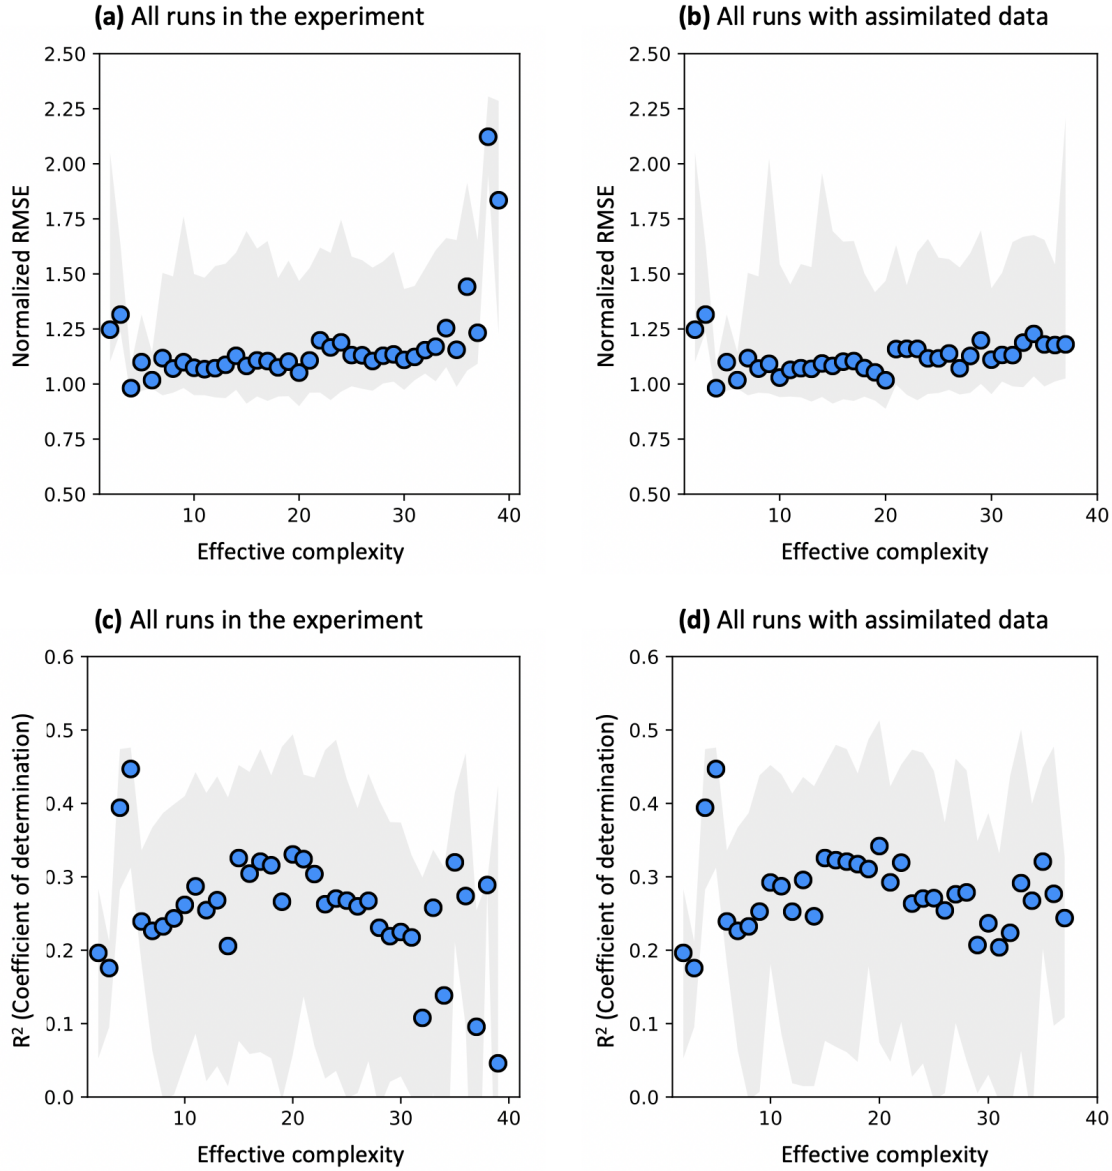 (a) All runs in the experiment
2.50
2.25
2.00
1.75
1.50
1.25
1.00
0.75
0.50
Normalized RMSE
10 20 30 40
Effective complexity
(b) All runs with assimilated data
2.50
2.25
2.00
1.75
1.50
1.25
1.00
0.75
0.50
Normalized RMSE
10 20 30 40
Effective complexity
(c) All runs in the experiment
0.6
0.5
0.4
0.3
0.2
0.1
0.0
R² (Coefficient of determination)
10 20 30 40
Effective complexity
(d) All runs with assimilated data
0.6
0.5
0.4
0.3
0.2
0.1
0.0
R² (Coefficient of determination)
10 20 30 40
Effective complexity